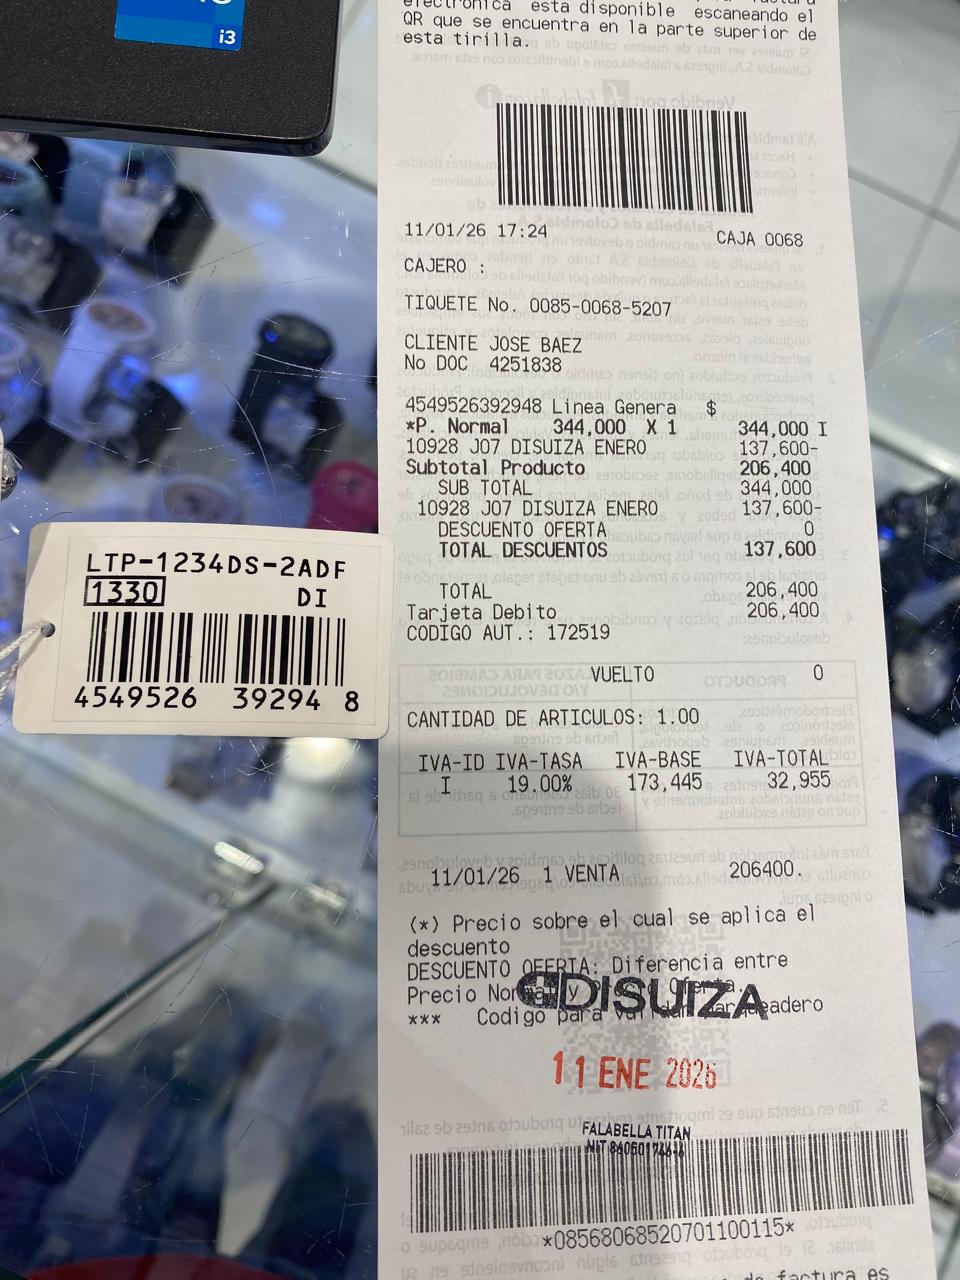 i3
electronica esta disponible escaneando el
QR que se encuentra en la parte superior de
esta tirilla.
11/01/26 17:24 CAJA 0068
CAJERO :
TIQUETE No. 0085-0068-5207
CLIENTE JOSE BAEZ
No DOC 4251838
4549526392948 Linea Genera $
*P. Normal 344,000 X 1 344,000 I
10928 J07 DISUIZA ENERO 137,600-
Subtotal Producto 206,400
SUB TOTAL 344,000
10928 J07 DISUIZA ENERO 137,600-
DESCUENTO OFERTA 0
TOTAL DESCUENTOS 137,600
TOTAL 206,400
Tarjeta Debito 206,400
CODIGO AUT.: 172519
VUELTO 0
CANTIDAD DE ARTICULOS: 1.00
IVA-ID IVA-TASA IVA-BASE IVA-TOTAL
I 19.00% 173,445 32,955
11/01/26 1 VENTA 206400.
(*) Precio sobre el cual se aplica el
descuento
DESCUENTO OFERTA: Diferencia entre
Precio Normal y Oferta.
*** Codigo para validar parqueadero
DISUIZA
11 ENE 2026
FALABELLA TITAN
*08568068520701100115*
LTP-1234DS-2ADF
1330 DI
4549526 39294 8